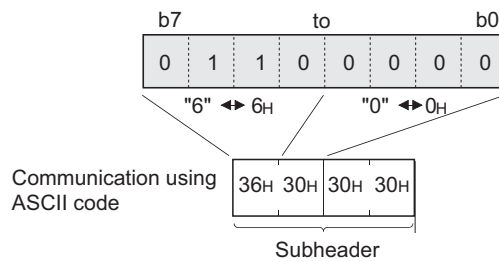 b7 to b0
0 1 1 0 0 0 0 0
"6" ↔ 6H "0" ↔ 0H
Communication using
ASCII code
36H 30H 30H 30H
Subheader